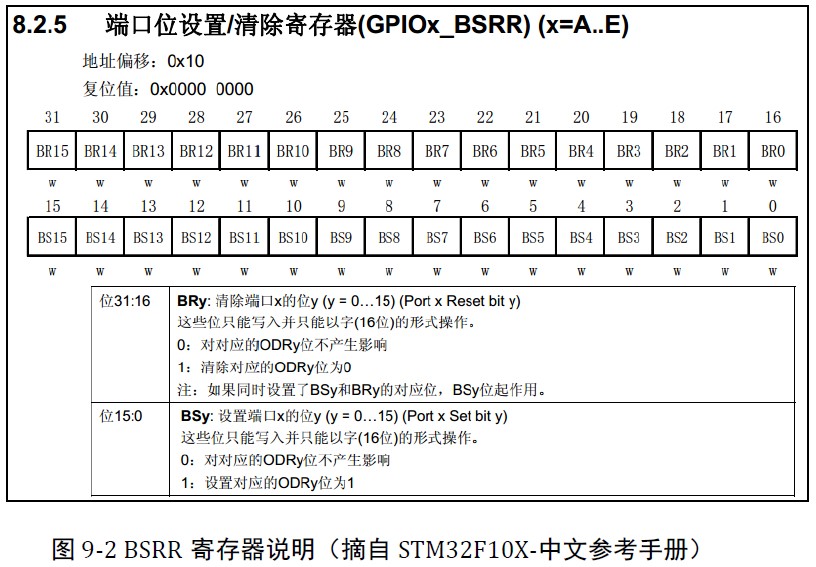 8.2.5 端口位设置/清除寄存器(GPIOx_BSRR) (x=A..E)
地址偏移：0x10
复位值：0x0000 0000
31 30 29 28 27 26 25 24 23 22 21 20 19 18 17 16
BR15 BR14 BR13 BR12 BR11 BR10 BR9 BR8 BR7 BR6 BR5 BR4 BR3 BR2 BR1 BR0
w w w w w w w w w w w w w w w w
15 14 13 12 11 10 9 8 7 6 5 4 3 2 1 0
BS15 BS14 BS13 BS12 BS11 BS10 BS9 BS8 BS7 BS6 BS5 BS4 BS3 BS2 BS1 BS0
w w w w w w w w w w w w w w w w
位31:16 BRy: 清除端口x的位y (y = 0…15) (Port x Reset bit y)
这些位只能写入并只能以字(16位)的形式操作。
0：对对应的ODRy位不产生影响
1：清除对应的ODRy位为0
注：如果同时设置了BSy和BRy的对应位，BSy位起作用。
位15:0 BSy: 设置端口x的位y (y = 0…15) (Port x Set bit y)
这些位只能写入并只能以字(16位)的形式操作。
0：对对应的ODRy位不产生影响
1：设置对应的ODRy位为1
图 9-2 BSRR 寄存器说明（摘自 STM32F10X-中文参考手册）